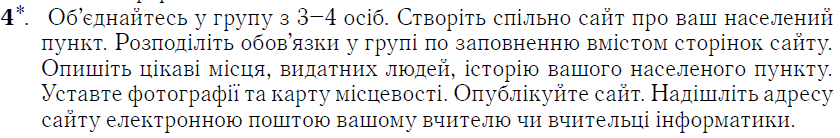 4*. Об’єднайтесь у групу з 3–4 осіб. Створіть спільно сайт про ваш населений
пункт. Розподіліть обов’язки у групі по заповненню вмістом сторінок сайту.
Опишіть цікаві місця, видатних людей, історію вашого населеного пункту.
Уставте фотографії та карту місцевості. Опублікуйте сайт. Надішліть адресу
сайту електронною поштою вашому вчителю чи вчительці інформатики.